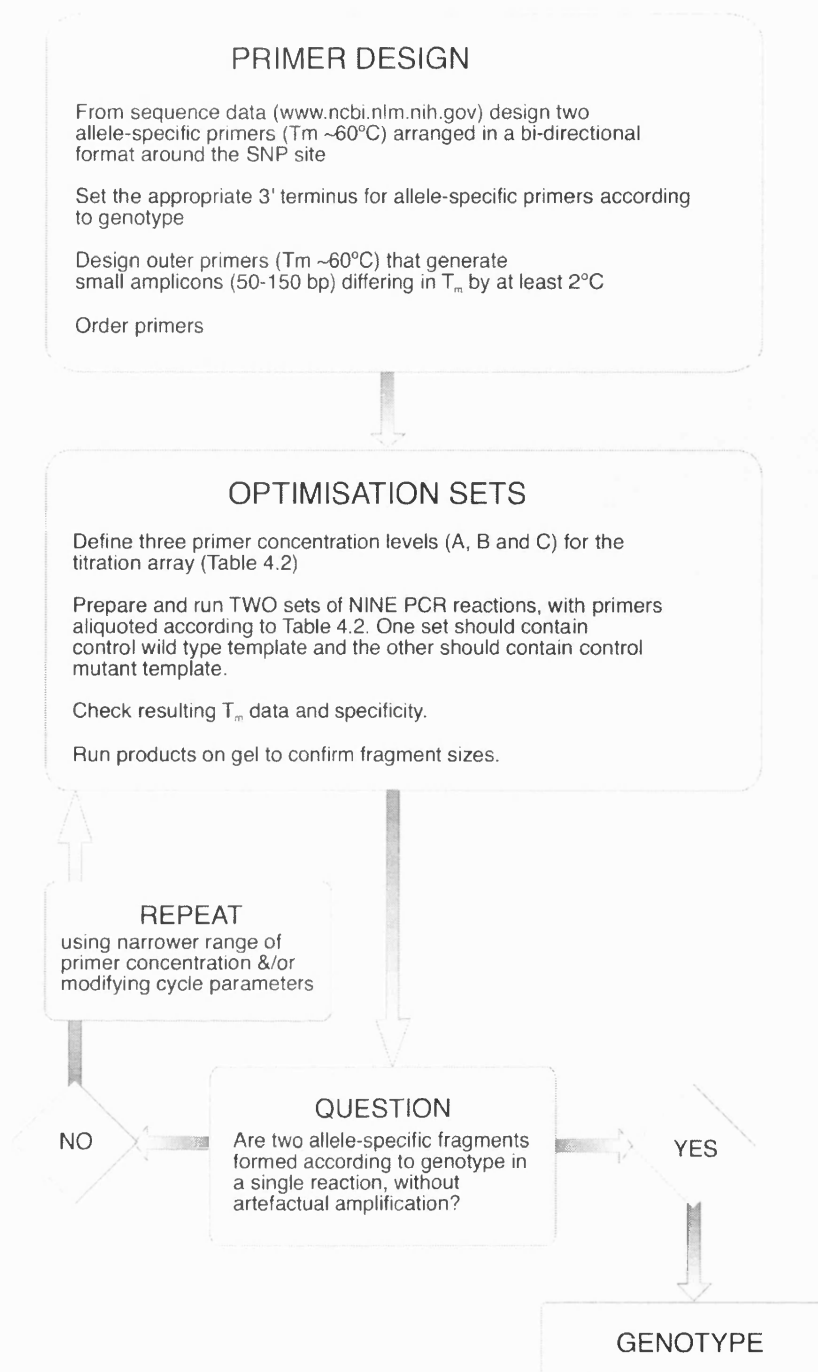 PRIMER DESIGN
From sequence data (www.ncbi.nlm.nih.gov) design two
allele-specific primers (Tm ~60°C) arranged in a bi-directional
format around the SNP site
Set the appropriate 3' terminus for allele-specific primers according
to genotype
Design outer primers (Tm ~60°C) that generate
small amplicons (50-150 bp) differing in Tm by at least 2°C
Order primers
OPTIMISATION SETS
Define three primer concentration levels (A, B and C) for the
titration array (Table 4.2)
Prepare and run TWO sets of NINE PCR reactions, with primers
aliquoted according to Table 4.2. One set should contain
control wild type template and the other should contain control
mutant template.
Check resulting Tm data and specificity.
Run products on gel to confirm fragment sizes.
REPEAT
using narrower range of
primer concentration &/or
modifying cycle parameters
QUESTION
Are two allele-specific fragments
formed according to genotype in
a single reaction, without
artefactual amplification?
NO
YES
GENOTYPE